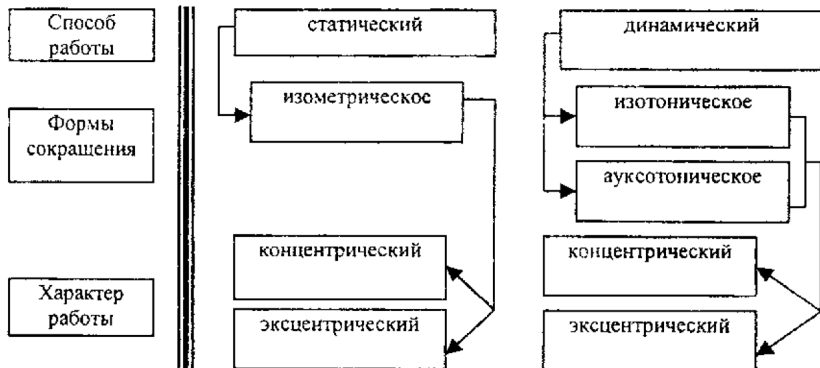 Способ
работы
статический
динамический
Формы
сокращения
изометрическое
изотоническое
ауксотоническое
Характер
работы
концентрический
концентрический
эксцентрический
эксцентрический